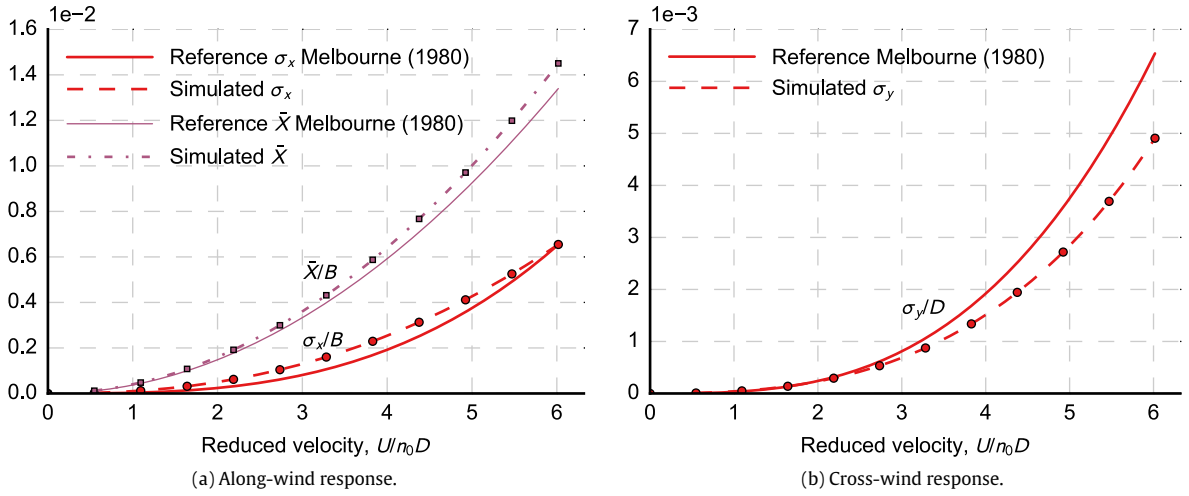 1e−2
1.6
1.4
1.2
1.0
0.8
0.6
0.4
0.2
0.0
Reference σx Melbourne (1980)
Simulated σx
Reference X̄ Melbourne (1980)
Simulated X̄
X̄/B
σx/B
0 1 2 3 4 5 6
Reduced velocity, U/n0D
(a) Along-wind response.
1e−3
7
6
5
4
3
2
1
0
Reference Melbourne (1980)
Simulated σy
σy/D
0 1 2 3 4 5 6
Reduced velocity, U/n0D
(b) Cross-wind response.